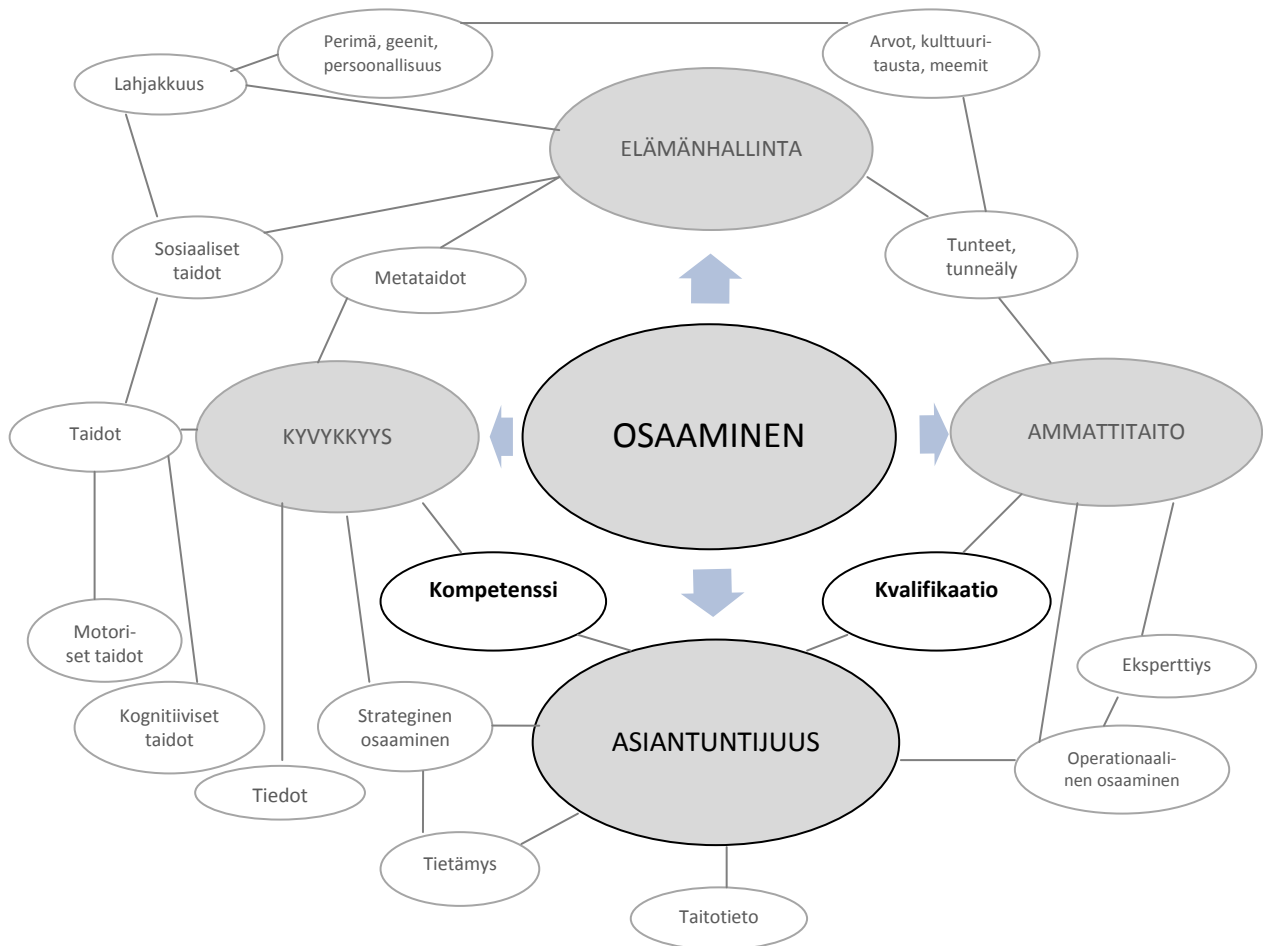 Perimä, geenit,
persoonallisuus
Arvot, kulttuuri-
tausta, meemit
Lahjakkuus
ELÄMÄNHALLINTA
Sosiaaliset
taidot
Metataidot
Tunteet,
tunneäly
Taidot
KYVYKKYYS
OSAAMINEN
AMMATTITAITO
Kompetenssi
Kvalifikaatio
Motori-
set taidot
Eksperttiys
Kognitiiviset
taidot
Strateginen
osaaminen
ASIANTUNTIJUUS
Operationaali-
nen osaaminen
Tiedot
Tietämys
Taitotieto